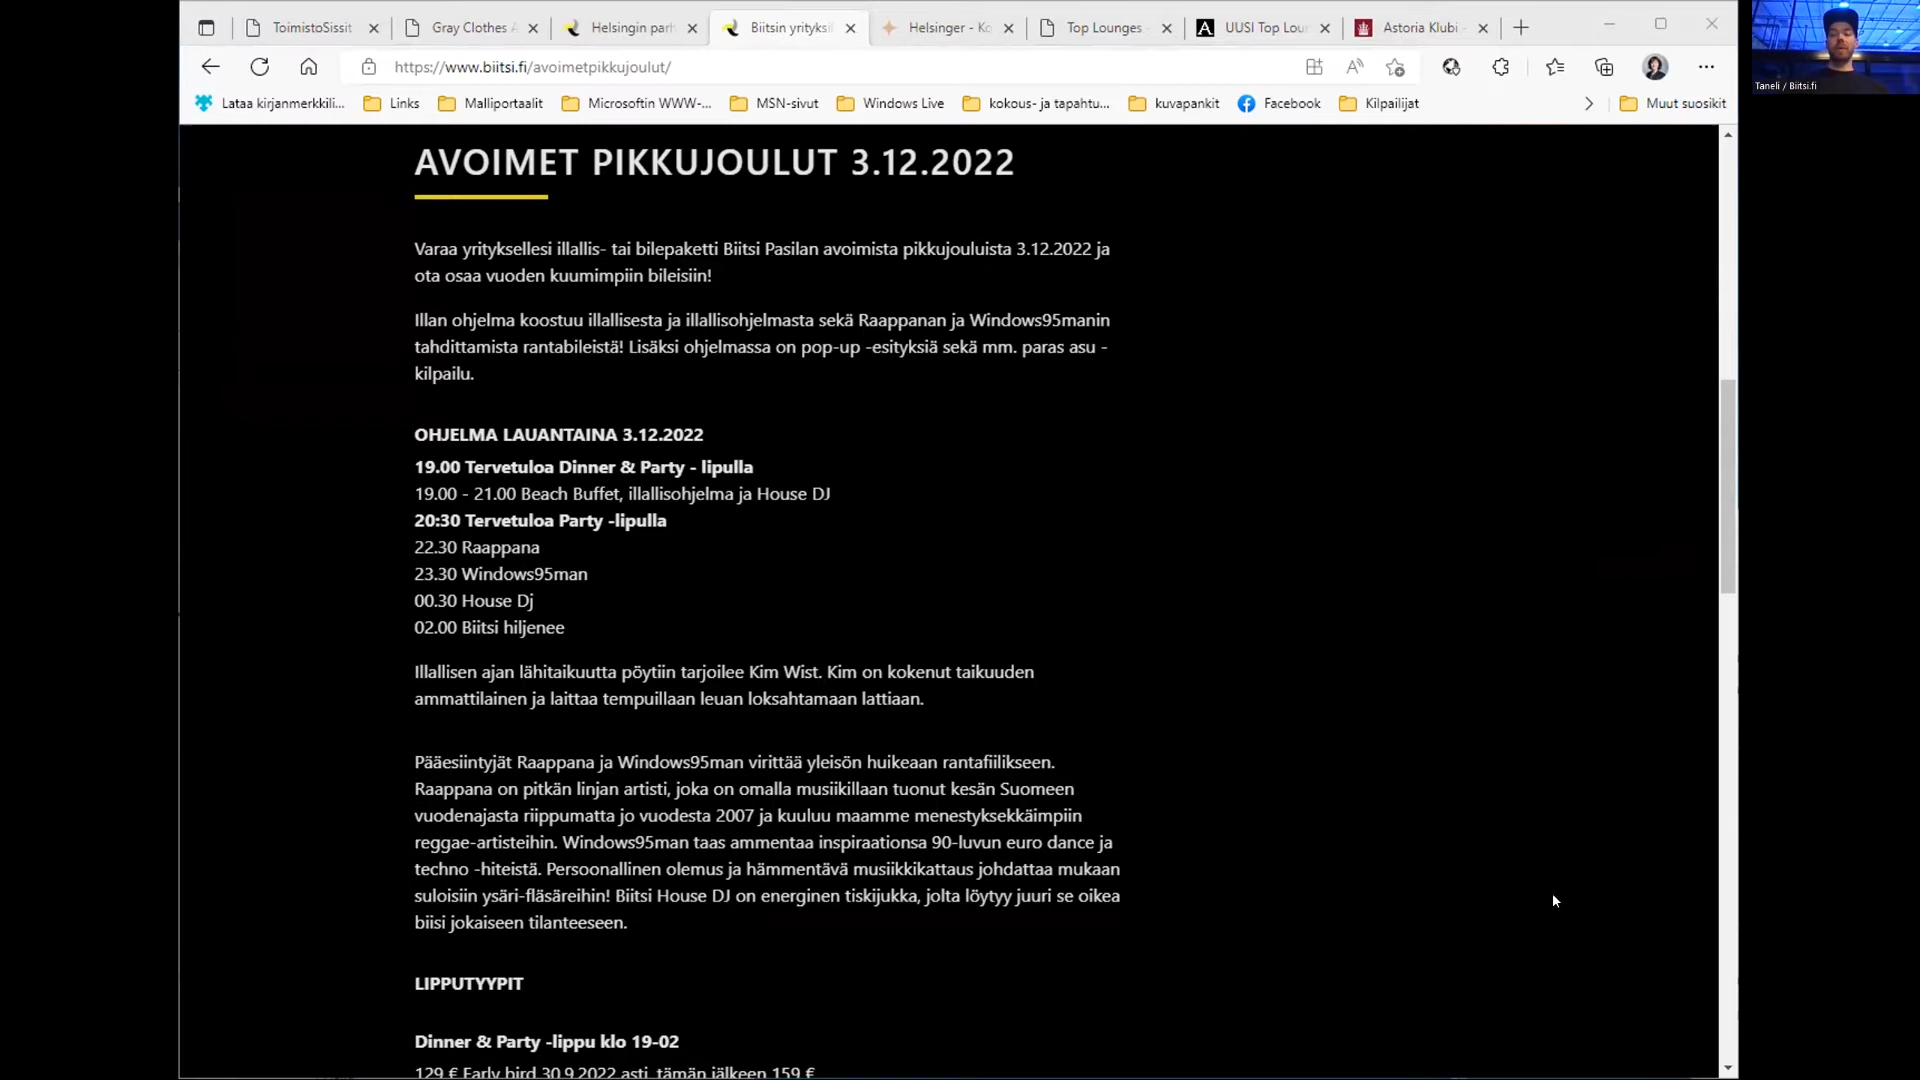 ToimistoSissit
Gray Clothes A
Helsingin parh
Biitsin yrityksil
Helsinger - Ko
Top Lounges -
UUSI Top Lou
Astoria Klubi -
https://www.biitsi.fi/avoimetpikkujoulut/
Lataa kirjanmerkkili...
Links
Malliportaalit
Microsoftin WWW-...
MSN-sivut
Windows Live
kokous- ja tapahtu...
kuvapankit
Facebook
Kilpailijat
Muut suosikit
Taneli / Biitsi.fi
AVOIMET PIKKUJOULUT 3.12.2022
Varaa yrityksellesi illallis- tai bilepaketti Biitsi Pasilan avoimista pikkujouluista 3.12.2022 ja
ota osaa vuoden kuumimpiin bileisiin!
Illan ohjelma koostuu illallisesta ja illallisohjelmasta sekä Raappanan ja Windows95manin
tahdittamista rantabileistä! Lisäksi ohjelmassa on pop-up -esityksiä sekä mm. paras asu -
kilpailu.
OHJELMA LAUANTAINA 3.12.2022
19.00 Tervetuloa Dinner & Party - lipulla
19.00 - 21.00 Beach Buffet, illallisohjelma ja House DJ
20:30 Tervetuloa Party -lipulla
22.30 Raappana
23.30 Windows95man
00.30 House Dj
02.00 Biitsi hiljenee
Illallisen ajan lähitaikuutta pöytiin tarjoilee Kim Wist. Kim on kokenut taikuuden
ammattilainen ja laittaa tempuillaan leuan loksahtamaan lattiaan.
Pääesiintyjät Raappana ja Windows95man virittää yleisön huikeaan rantafiilikseen.
Raappana on pitkän linjan artisti, joka on omalla musiikillaan tuonut kesän Suomeen
vuodenajasta riippumatta jo vuodesta 2007 ja kuuluu maamme menestyksekkäimpiin
reggae-artisteihin. Windows95man taas ammentaa inspiraationsa 90-luvun euro dance ja
techno -hiteistä. Persoonallinen olemus ja hämmentävä musiikkikattaus johdattaa mukaan
suloisiin ysäri-fläsäreihin! Biitsi House DJ on energinen tiskijukka, jolta löytyy juuri se oikea
biisi jokaiseen tilanteeseen.
LIPPUTYYPIT
Dinner & Party -lippu klo 19-02
129 € Early bird 30.9.2022 asti, tämän jälkeen 159 €